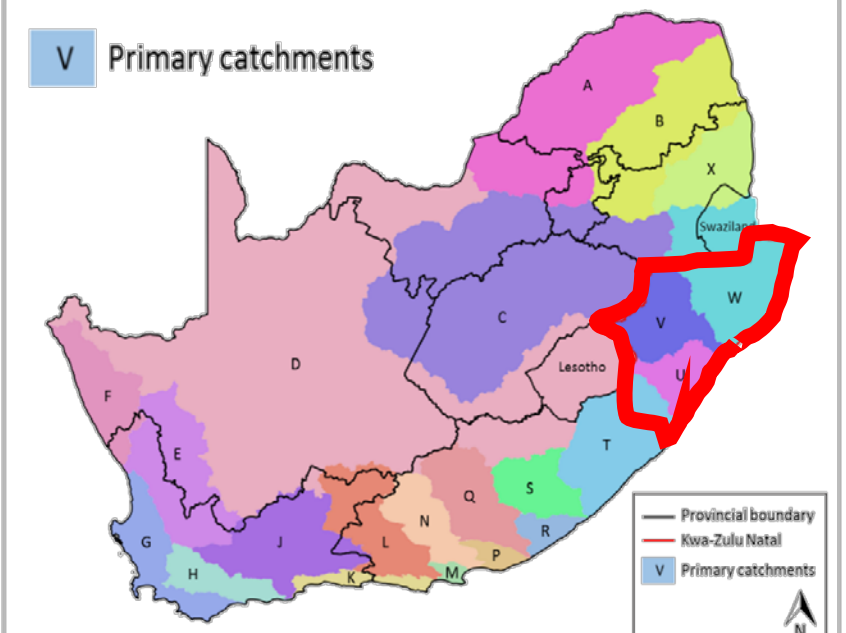 V Primary catchments
A
B
X
Swaziland
W
C
V
D
Lesotho
U
F
E
T
Q
S
N
R
G
J
L
H
K
M
P
Provincial boundary
Kwa-Zulu Natal
V Primary catchments
N